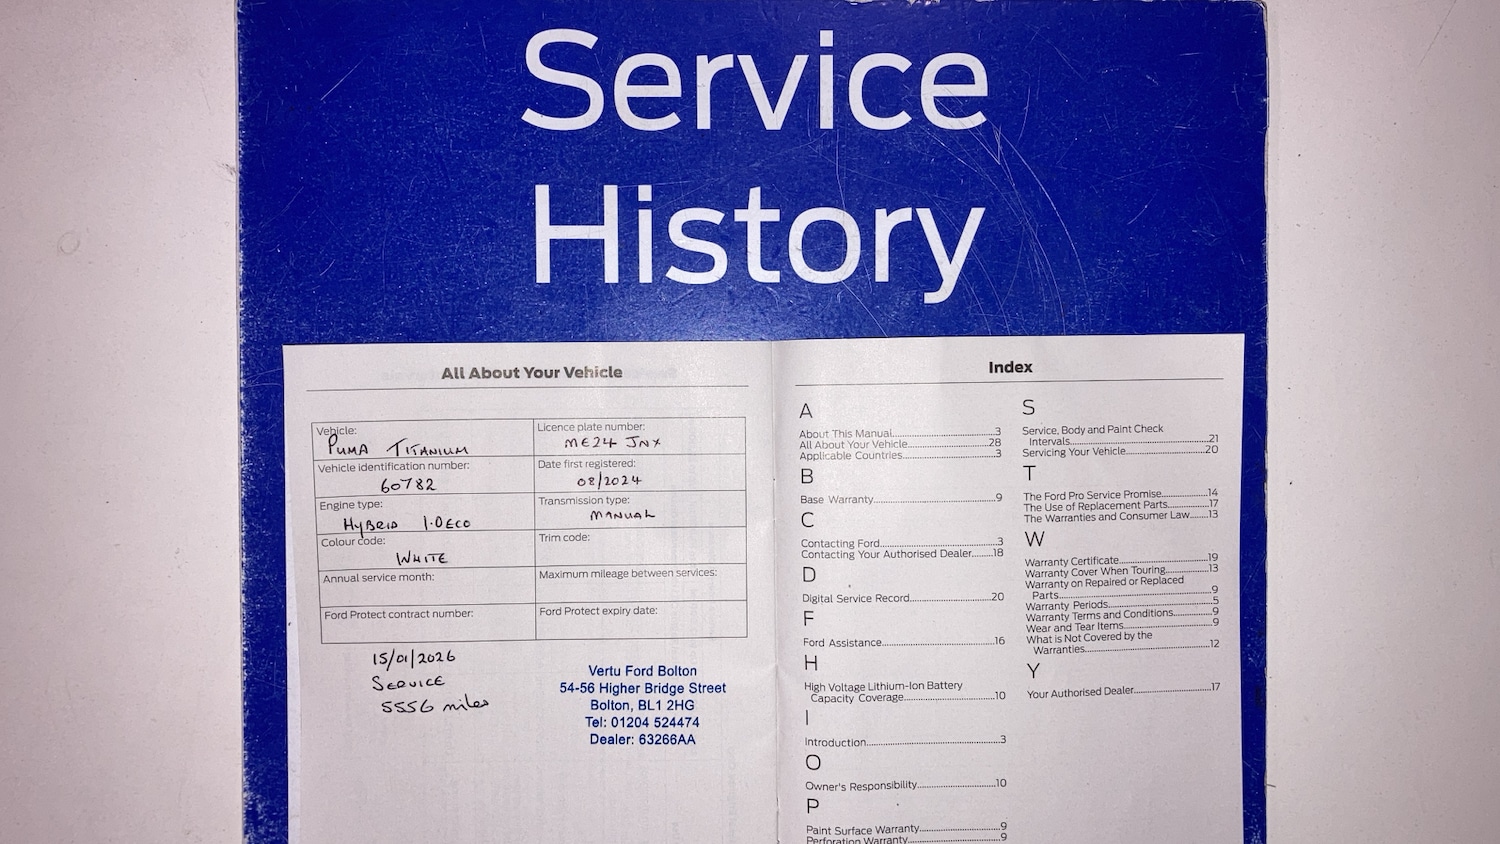 Service
History
All About Your Vehicle
Vehicle:
PUMA TITANIUM
Licence plate number:
ME24 JNX
Vehicle identification number:
60782
Date first registered:
08/2024
Engine type:
HYBRID 1.0ECO
Transmission type:
MANUAL
Colour code:
WHITE
Trim code:
Annual service month:
Maximum mileage between services:
Ford Protect contract number:
Ford Protect expiry date:
15/01/2026
SERVICE
5556 miles
Vertu Ford Bolton
54-56 Higher Bridge Street
Bolton, BL1 2HG
Tel: 01204 524474
Dealer: 63266AA
Index
A
About This Manual...3
All About Your Vehicle...28
Applicable Countries...3
B
Base Warranty...9
C
Contacting Ford...3
Contacting Your Authorised Dealer...18
D
Digital Service Record...20
F
Ford Assistance...16
H
High Voltage Lithium-Ion Battery
Capacity Coverage...10
I
Introduction...3
O
Owner's Responsibility...10
P
Paint Surface Warranty...9
Perforation Warranty...9
S
Service, Body and Paint Check
Intervals...21
Servicing Your Vehicle...20
T
The Ford Pro Service Promise...14
The Use of Replacement Parts...17
The Warranties and Consumer Law...13
W
Warranty Certificate...19
Warranty Cover When Touring...13
Warranty on Repaired or Replaced
Parts...9
Warranty Periods...5
Warranty Terms and Conditions...9
Wear and Tear Items...9
What is Not Covered by the
Warranties...12
Y
Your Authorised Dealer...17